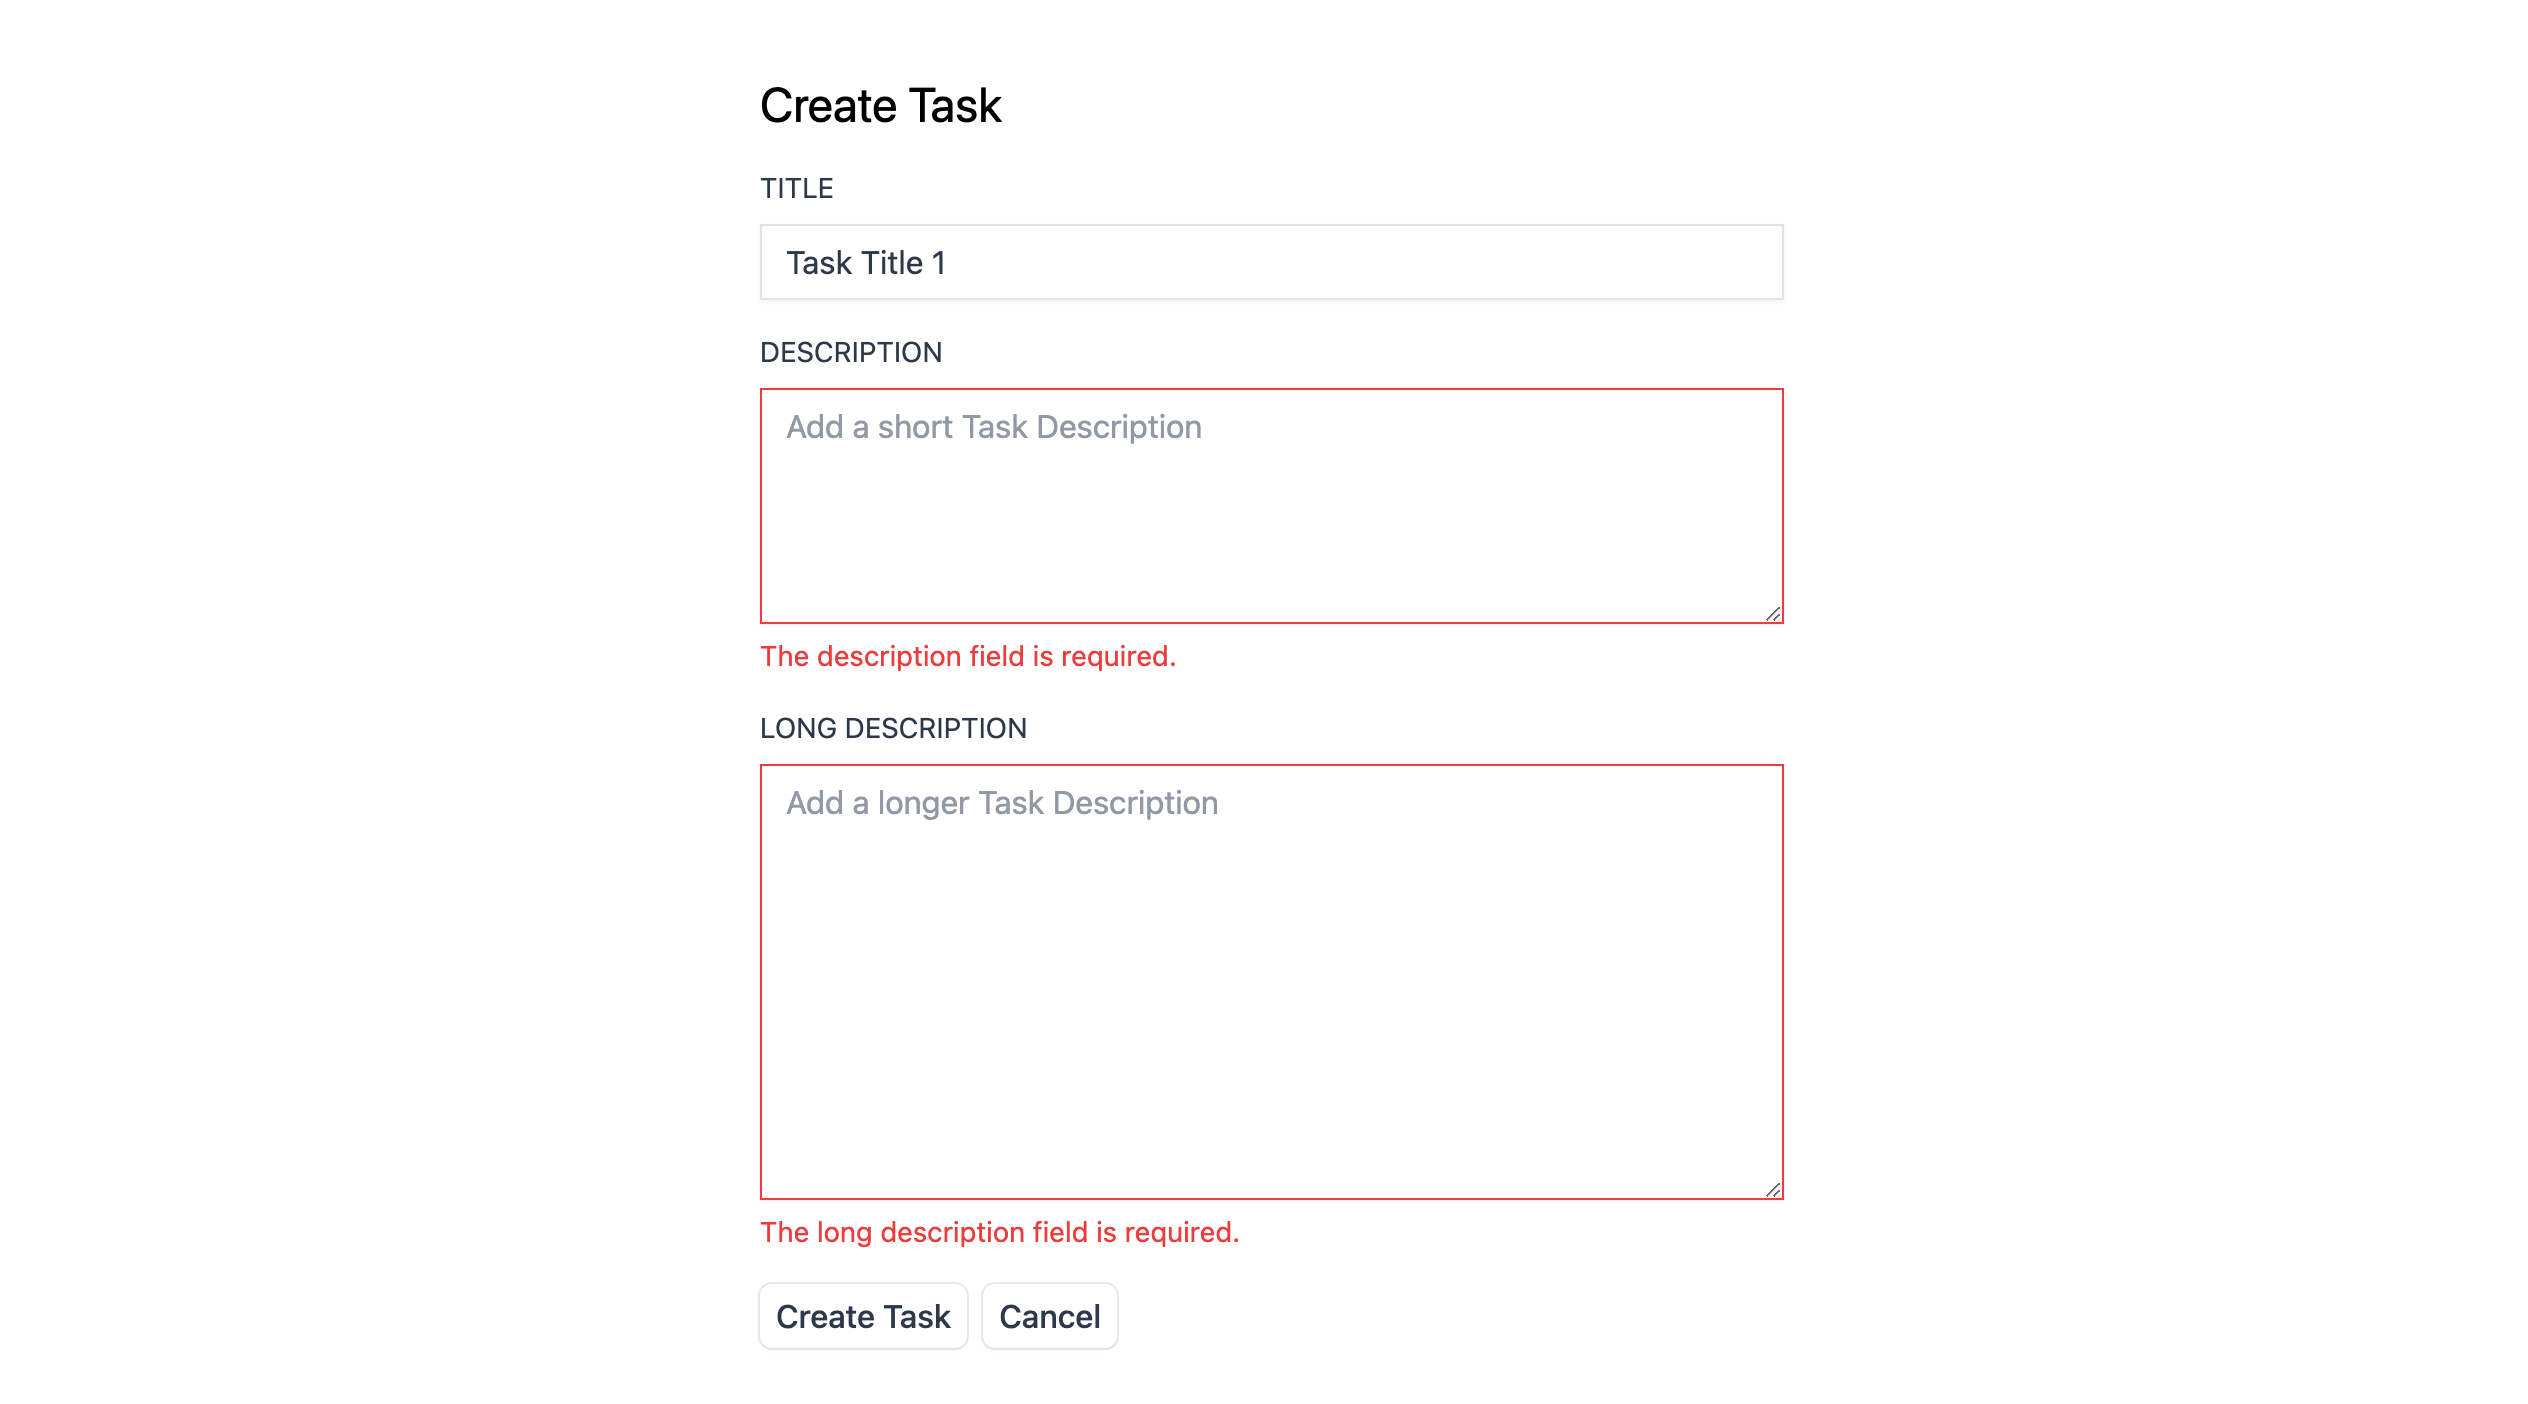 Create Task
TITLE
Task Title 1
DESCRIPTION
Add a short Task Description
The description field is required.
LONG DESCRIPTION
Add a longer Task Description
The long description field is required.
Create Task
Cancel